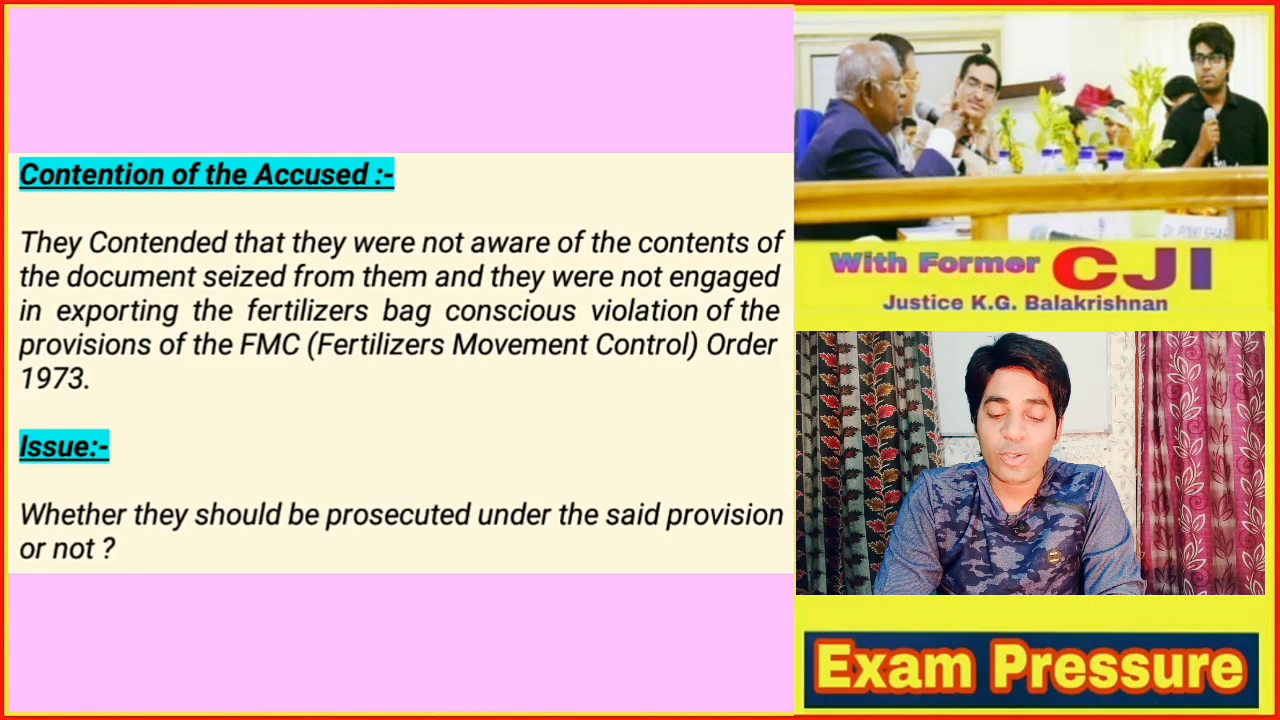 Contention of the Accused :-
They Contended that they were not aware of the contents of
the document seized from them and they were not engaged
in exporting the fertilizers bag conscious violation of the
provisions of the FMC (Fertilizers Movement Control) Order
1973.
Issue:-
Whether they should be prosecuted under the said provision
or not ?
With Former CJI
Justice K.G. Balakrishnan
Exam Pressure